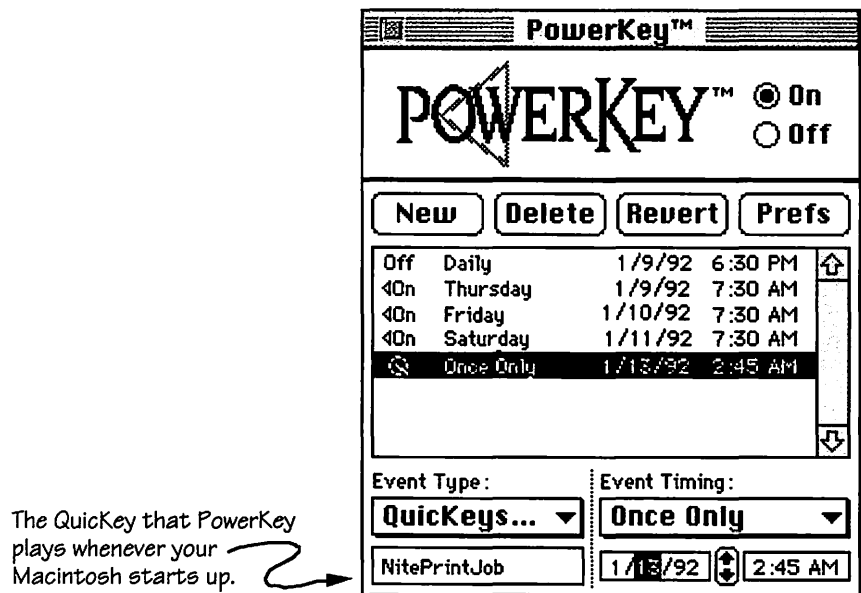 PowerKey™
POWERKEY™
On
Off
New Delete Revert Prefs
Off Daily 1/9/92 6:30 PM
On Thursday 1/9/92 7:30 AM
On Friday 1/10/92 7:30 AM
On Saturday 1/11/92 7:30 AM
Once Only 1/13/92 2:45 AM
Event Type: Event Timing:
QuicKeys... Once Only
NitePrintJob 1/13/92 2:45 AM
The QuicKey that PowerKey
plays whenever your
Macintosh starts up.